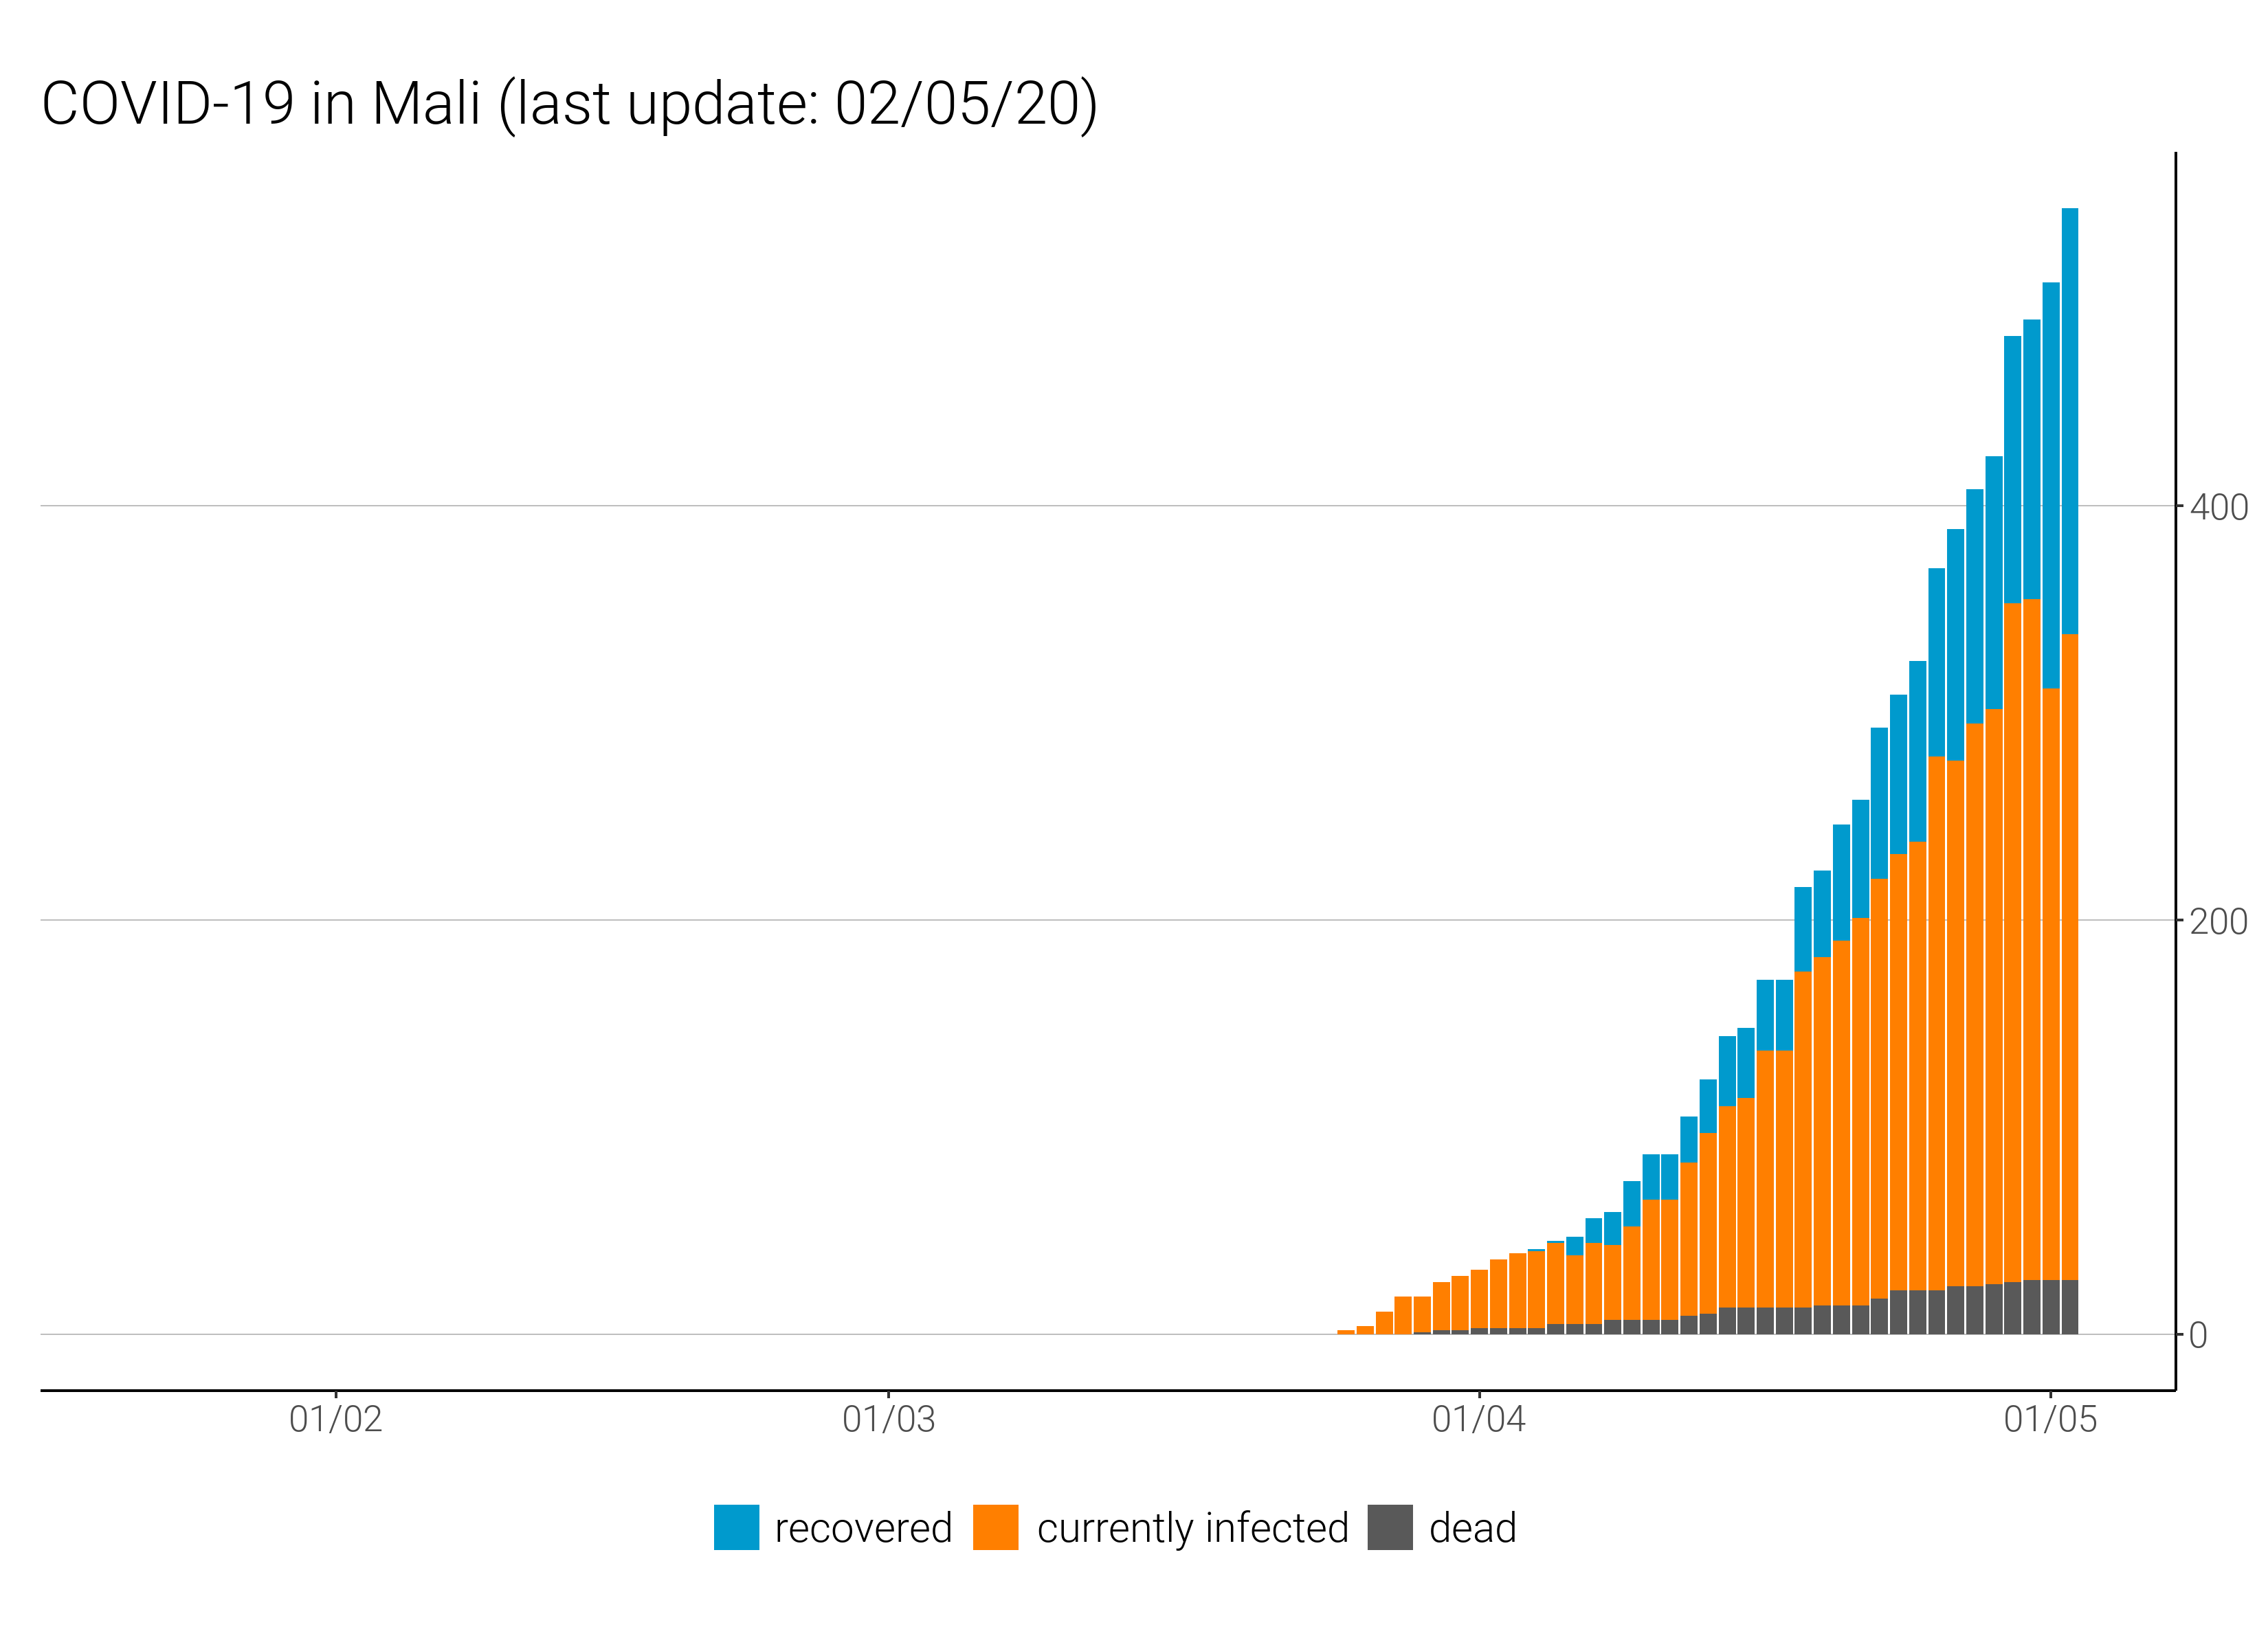 COVID-19 in Mali (last update: 02/05/20)
400
200
0
01/02 01/03 01/04 01/05
recovered currently infected dead